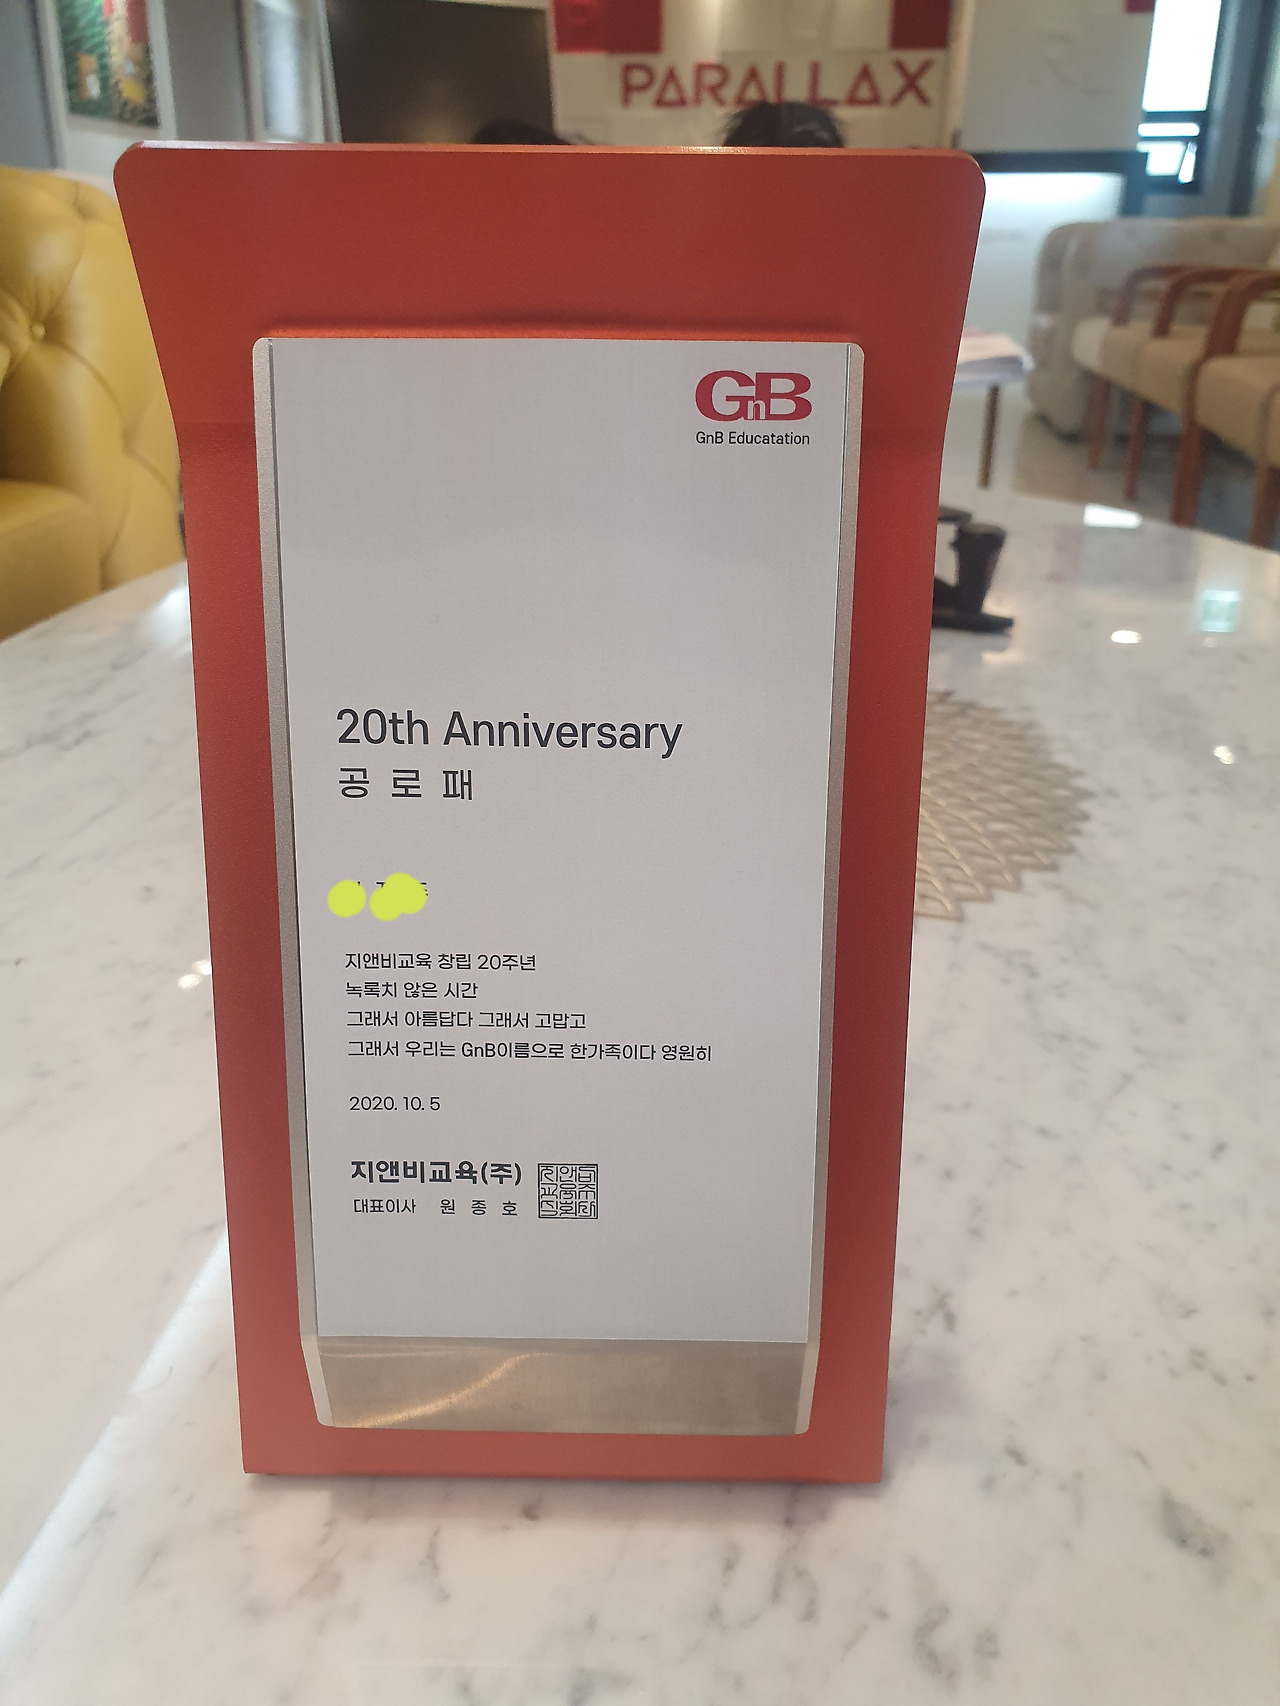 PARALLAX
GnB
GnB Educatation
20th Anniversary
공 로 패
지앤비교육 창립 20주년
녹록치 않은 시간
그래서 아름답다 그래서 고맙고
그래서 우리는 GnB이름으로 한가족이다 영원히
2020. 10. 5
지앤비교육(주)
대표이사 원 종 호